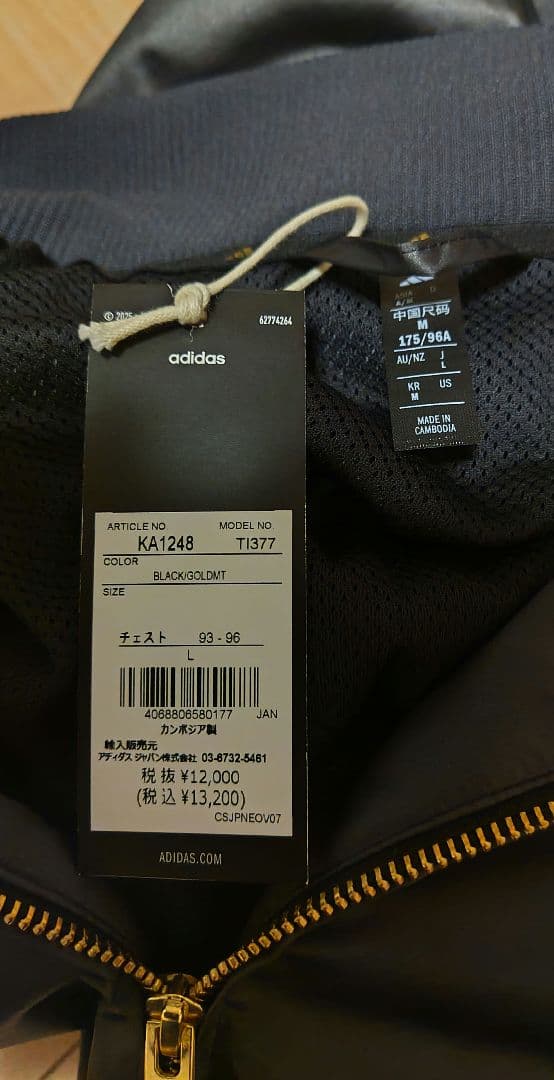 © 2025
62774264
adidas
ARTICLE NO. MODEL NO.
KA1248 TI377
COLOR
BLACK/GOLDMT
SIZE
チェスト 93 - 96
L
4068806580177 JAN
カンボジア製
輸入販売元
アディダス ジャパン株式会社 03-6732-5461
税抜 ¥12,000
(税込 ¥13,200)
CSJPNEOV07
ADIDAS.COM
中国尺码
M
175/96A
AU/NZ J
L
KR US
M
MADE IN
CAMBODIA